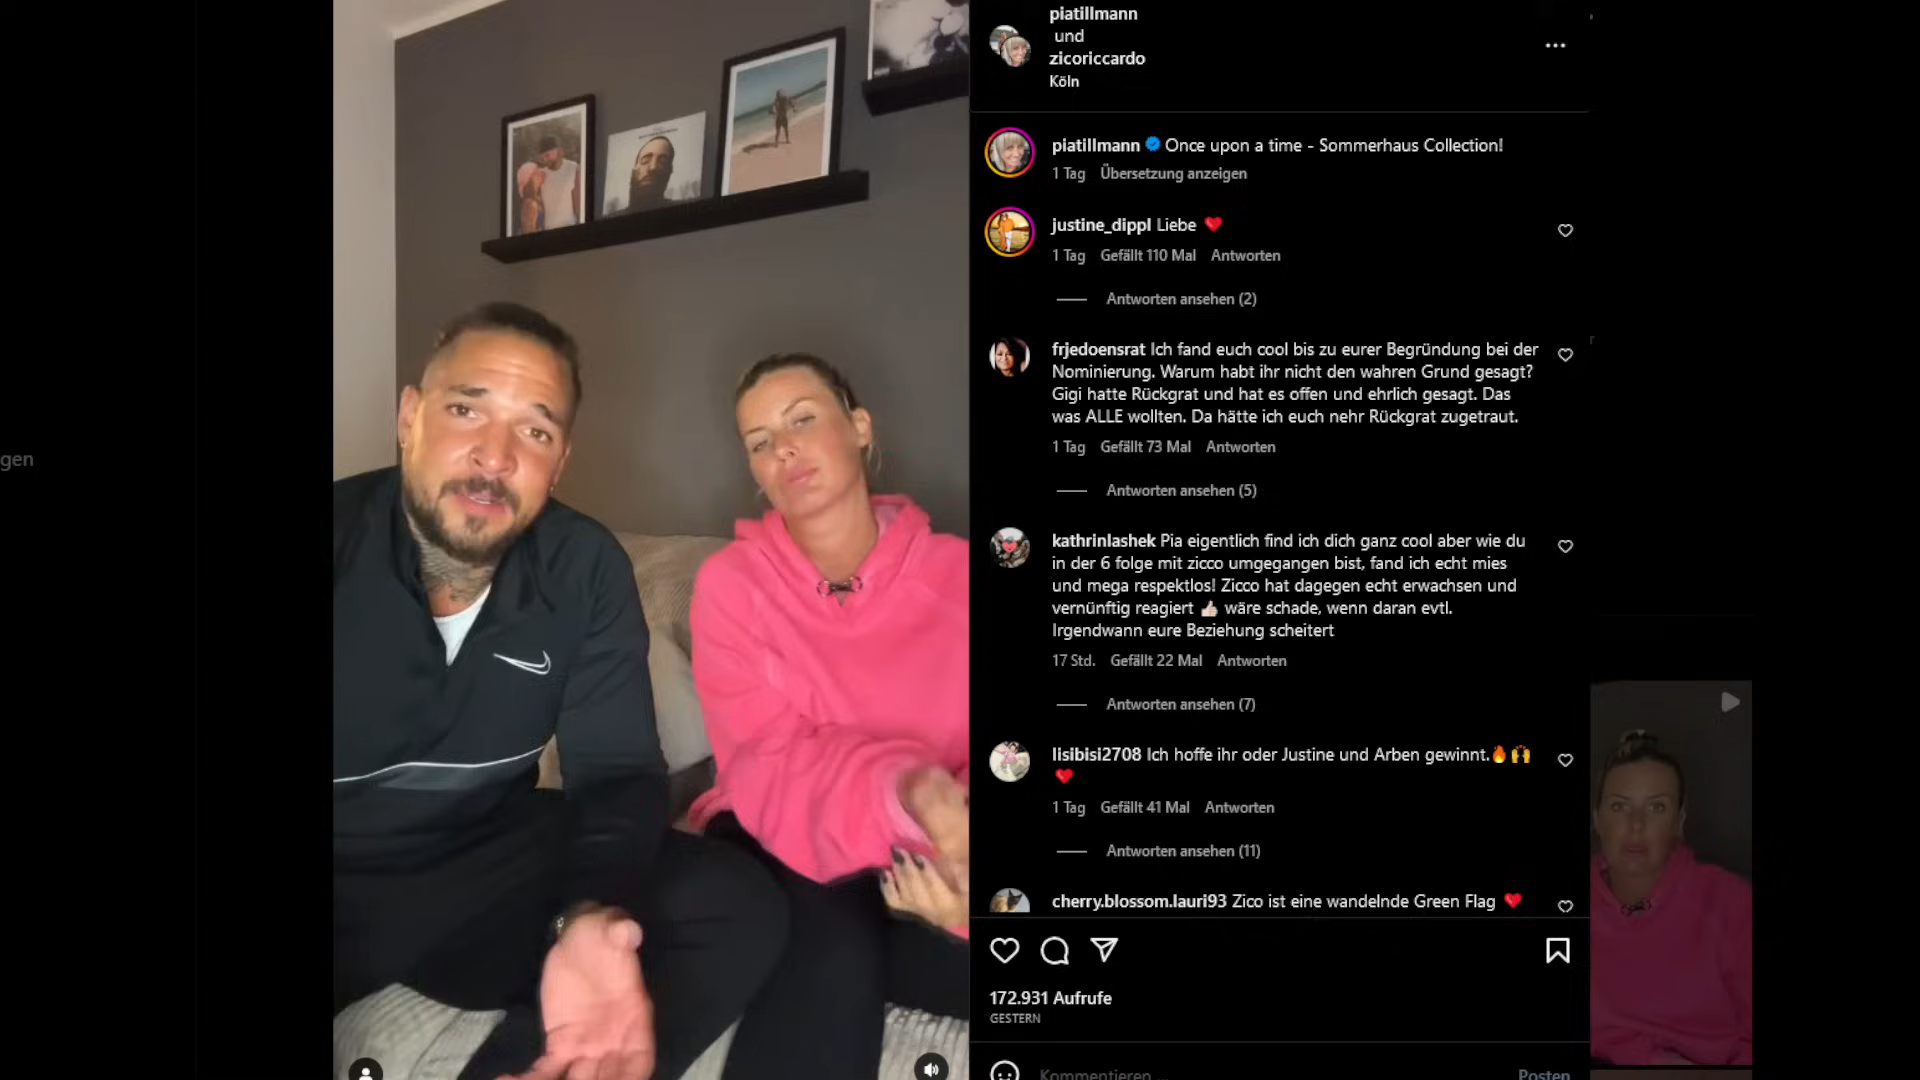 piatillmann
und
zicoriccardo
Köln
piatillmann Once upon a time - Sommerhaus Collection!
1 Tag Übersetzung anzeigen
justine_dippl Liebe ❤️
1 Tag Gefällt 110 Mal Antworten
Antworten ansehen (2)
frjedoensrat Ich fand euch cool bis zu eurer Begründung bei der
Nominierung. Warum habt ihr nicht den wahren Grund gesagt?
Gigi hatte Rückgrat und hat es offen und ehrlich gesagt. Das
was ALLE wollten. Da hätte ich euch nehr Rückgrat zugetraut.
1 Tag Gefällt 73 Mal Antworten
Antworten ansehen (5)
gen
kathrinlashek Pia eigentlich find ich dich ganz cool aber wie du
in der 6 folge mit zicco umgegangen bist, fand ich echt mies
und mega respektlos! Zicco hat dagegen echt erwachsen und
vernünftig reagiert 👍🏻 wäre schade, wenn daran evtl.
Irgendwann eure Beziehung scheitert
17 Std. Gefällt 22 Mal Antworten
Antworten ansehen (7)
lisibisi2708 Ich hoffe ihr oder Justine und Arben gewinnt.🔥🙌
❤️
1 Tag Gefällt 41 Mal Antworten
Antworten ansehen (11)
cherry.blossom.lauri93 Zico ist eine wandelnde Green Flag ❤️
172.931 Aufrufe
GESTERN
Kommentieren ...
Posten